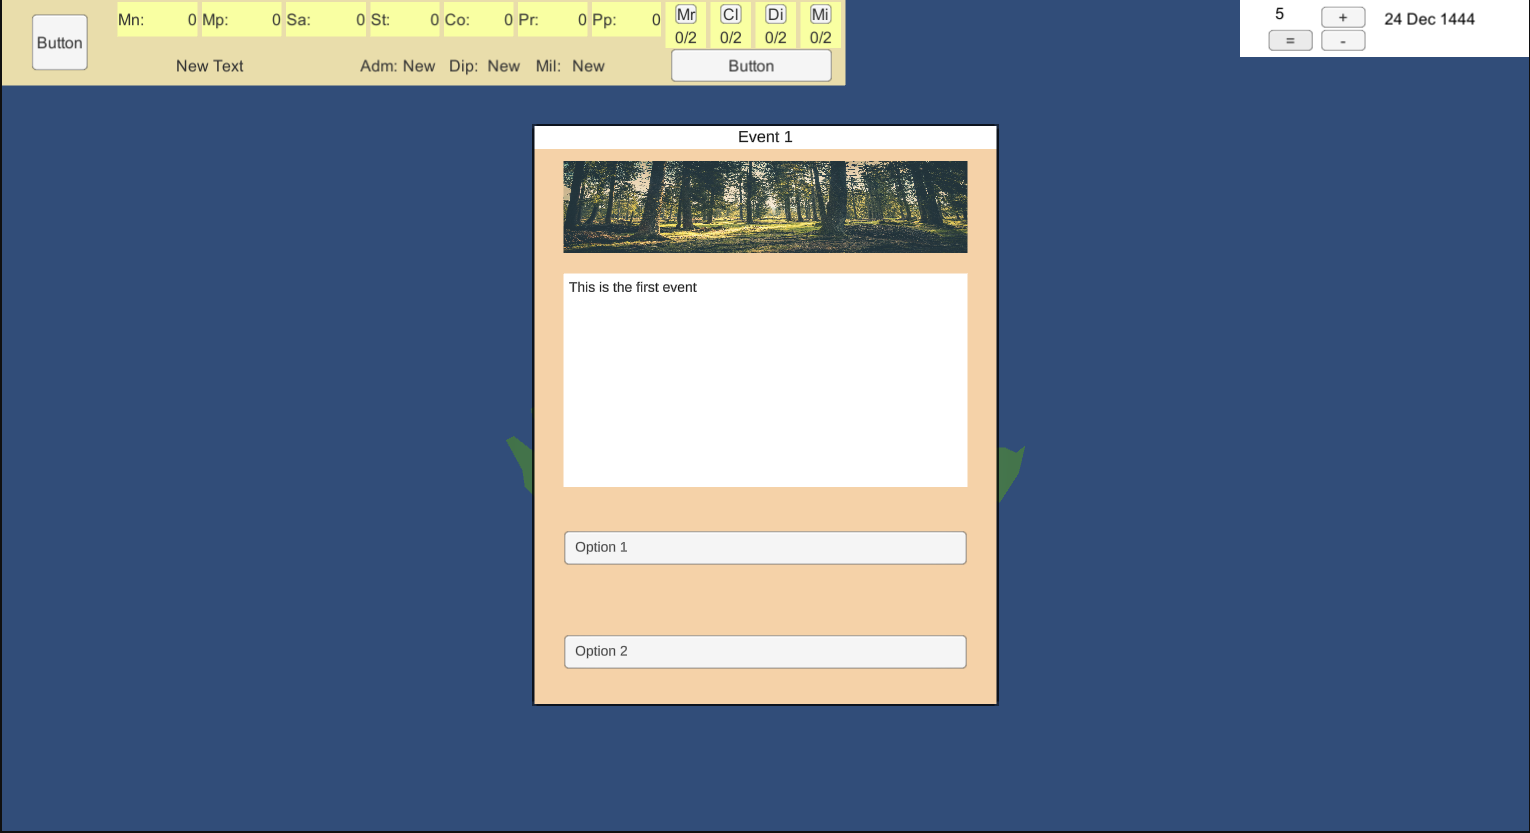 Button
Mn: 0 Mp: 0 Sa: 0 St: 0 Co: 0 Pr: 0 Pp: 0 Mr Cl Di Mi
0/2 0/2 0/2 0/2
New Text Adm: New Dip: New Mil: New Button
5 + 24 Dec 1444
= -
Event 1
This is the first event
Option 1
Option 2